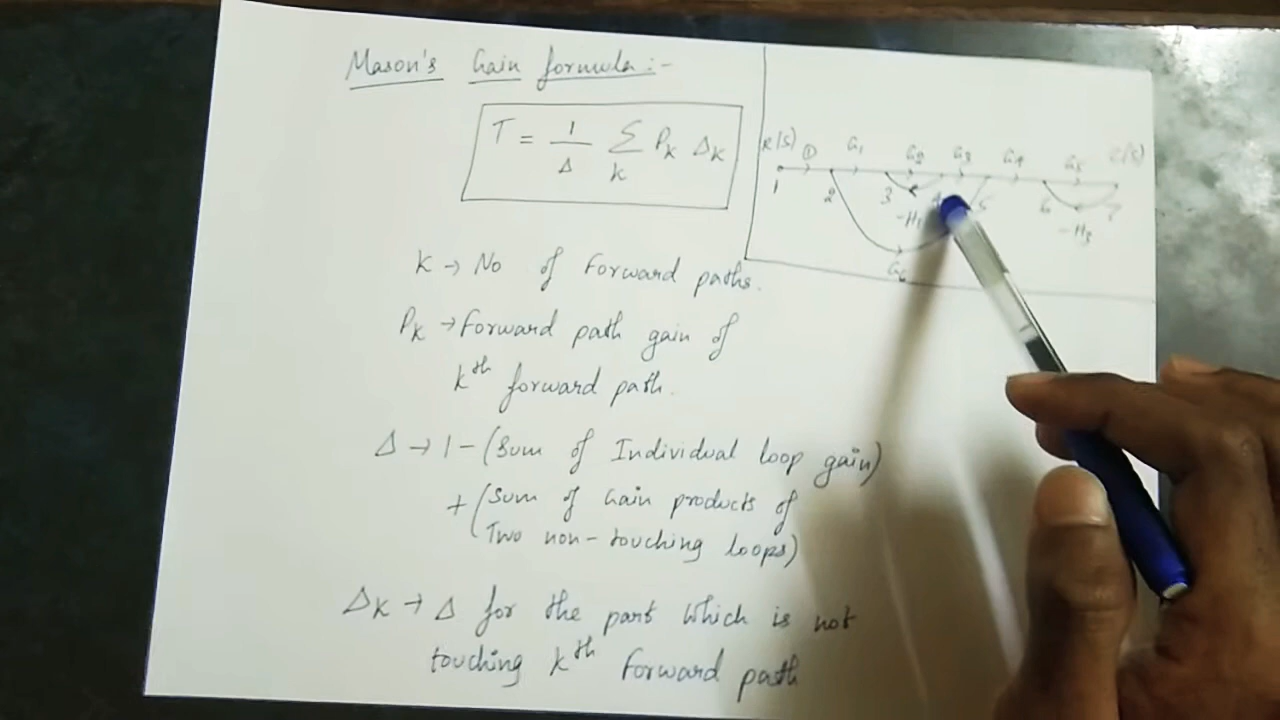 Mason's Gain formula :-
T = 1/Δ Σ_K P_K Δ_K
K → No of Forward paths.
P_K → Forward path gain of
K^th forward path.
Δ → 1 - (Sum of Individual loop gain)
+ (Sum of Gain products of
Two non-touching loops)
Δ_K → Δ for the part which is not
touching K^th Forward path
R(S) ① G1 G2 G3 G4 G5 C(S)
1 2 3 5 6 7
-H1 -H3
G6